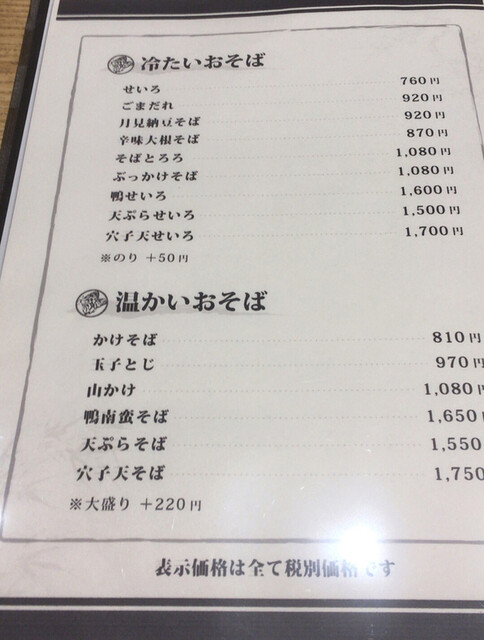 冷たいおそば
せいろ 760円
ごまだれ 920円
月見納豆そば 920円
辛味大根そば 870円
そばとろろ 1,080円
ぶっかけそば 1,080円
鴨せいろ 1,600円
天ぷらせいろ 1,500円
穴子天せいろ 1,700円
※のり +50円
温かいおそば
かけそば 810円
玉子とじ 970円
山かけ 1,080円
鴨南蛮そば 1,650
天ぷらそば 1,550
穴子天そば 1,750
※大盛り +220円
表示価格は全て税別価格です